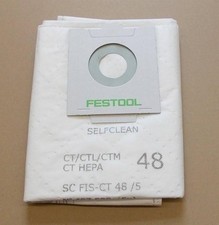 FESTOOL
SELFCLEAN
CT/CTL/CTM
CT HEPA 48
SC FIS-CT 48 /5